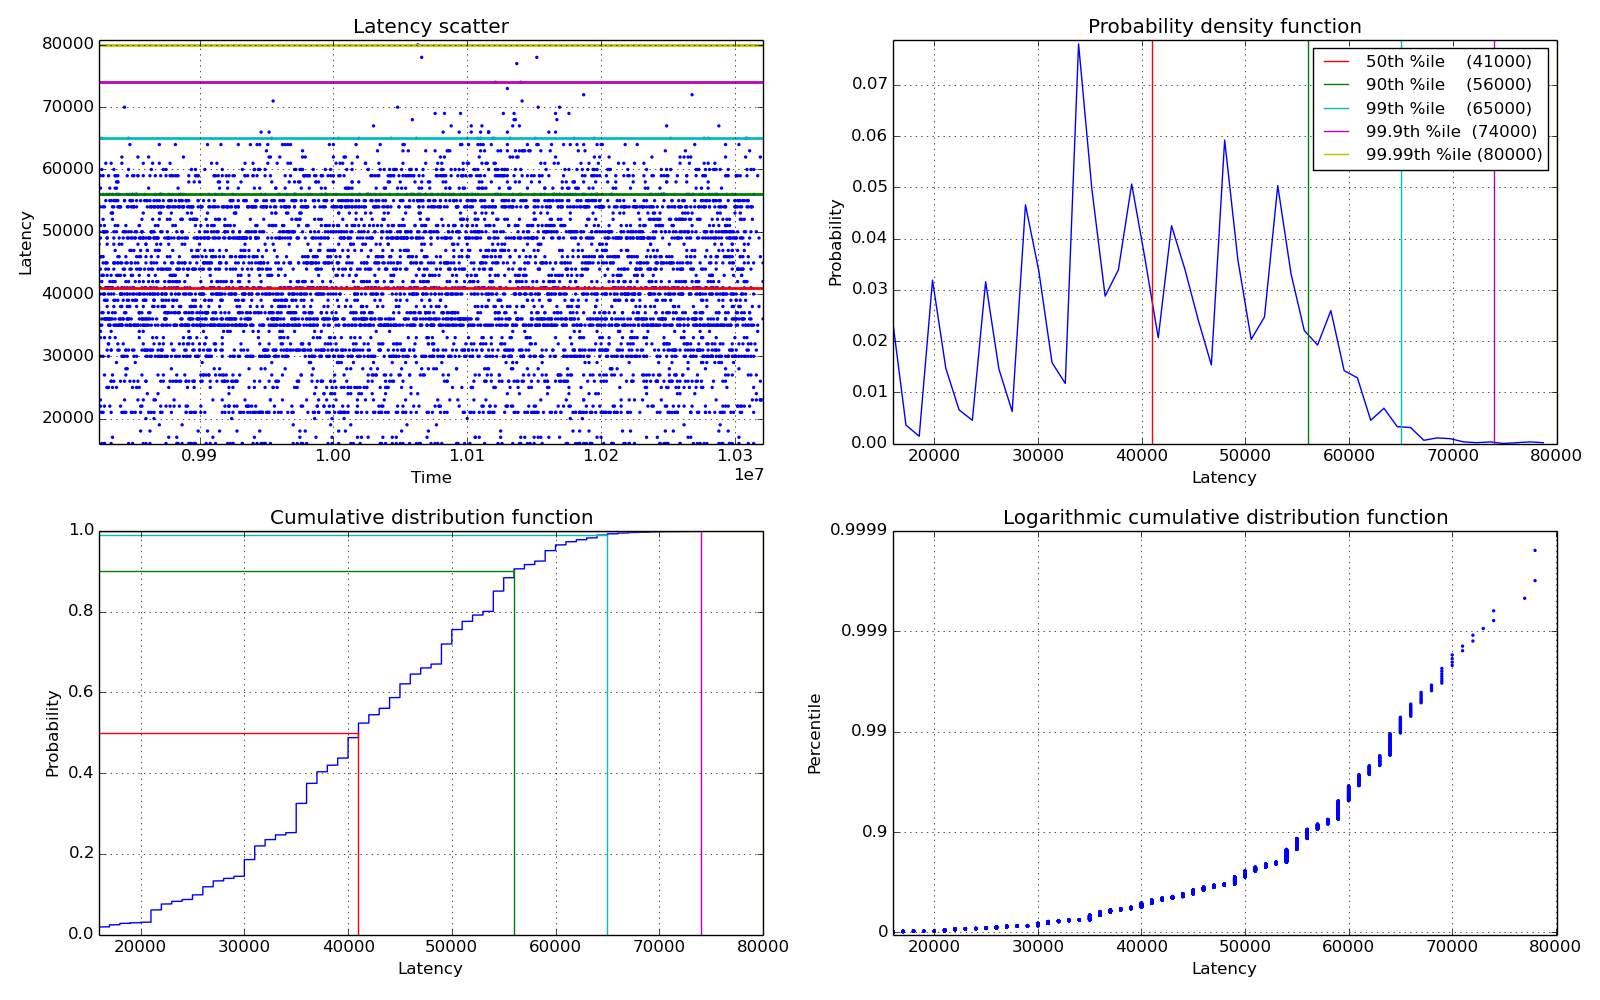 Latency scatter
80000
70000
60000
50000
40000
30000
20000
Latency
0.99
1.00
1.01
1.02
1.03
1e7
Time
Probability density function
50th %ile (41000)
90th %ile (56000)
99th %ile (65000)
99.9th %ile (74000)
99.99th %ile (80000)
0.07
0.06
0.05
0.04
0.03
0.02
0.01
0.00
Probability
20000
30000
40000
50000
60000
70000
80000
Latency
Cumulative distribution function
1.0
0.8
0.6
0.4
0.2
0.0
Probability
20000
30000
40000
50000
60000
70000
80000
Latency
Logarithmic cumulative distribution function
0.9999
0.999
0.99
0.9
0
Percentile
20000
30000
40000
50000
60000
70000
80000
Latency